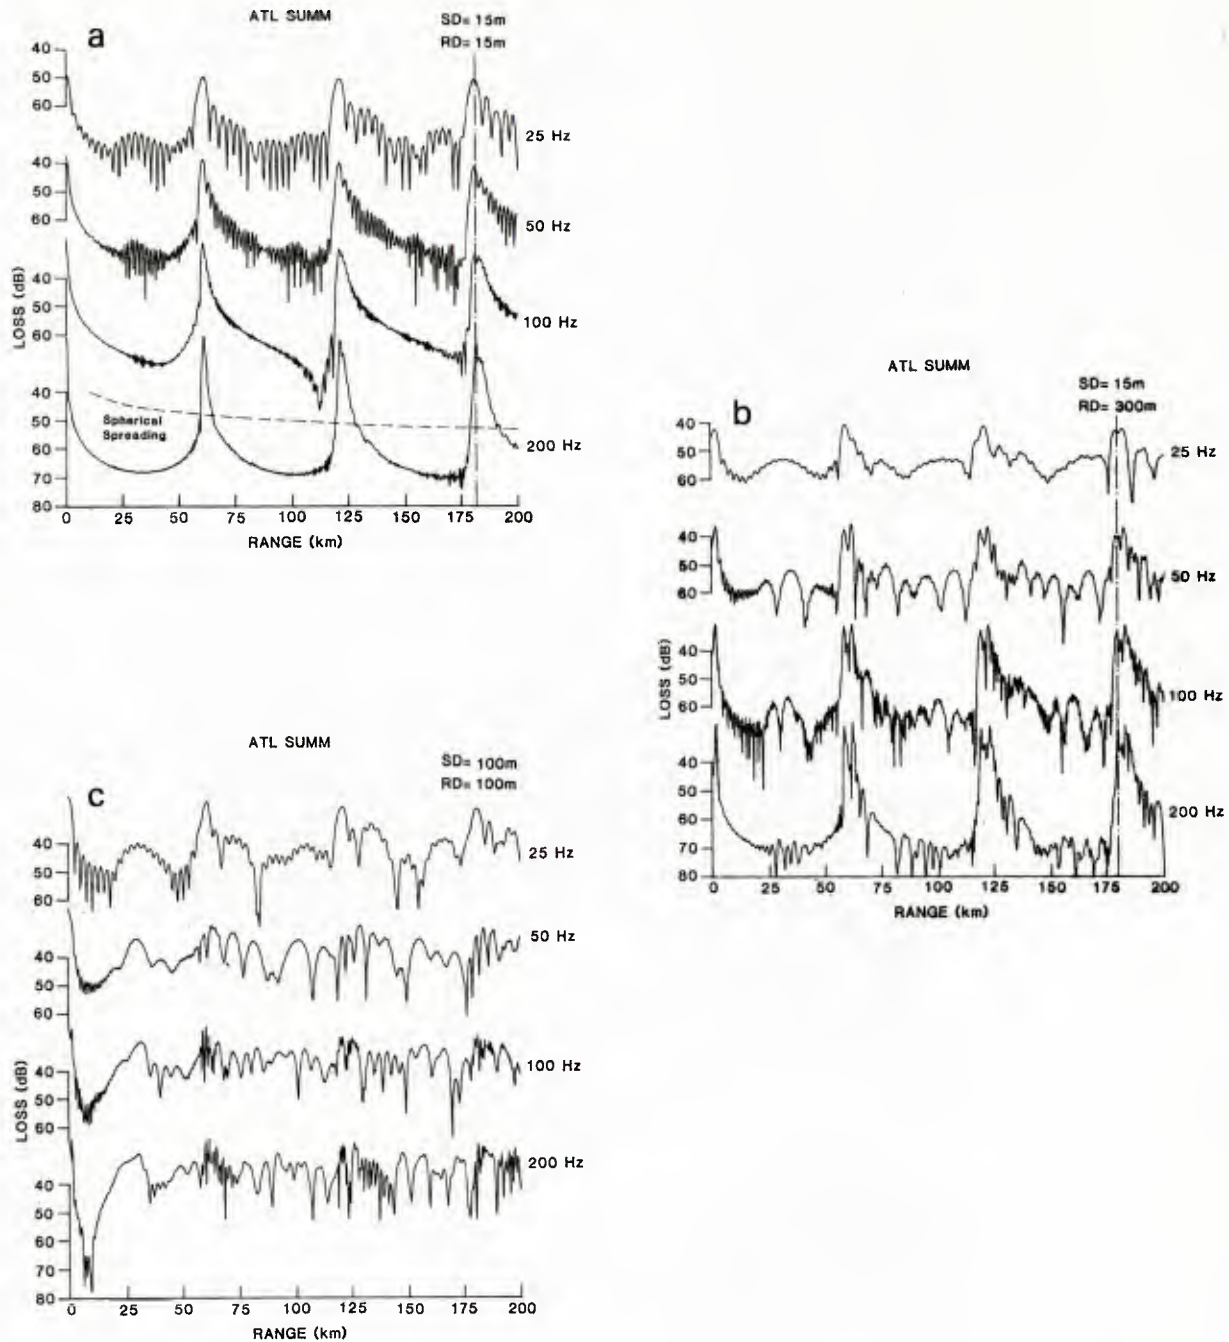 a
ATL SUMM
SD= 15m
RD= 15m
40
50
60
25 Hz
40
50
60
50 Hz
40
50
60
100 Hz
40
50
60
70
80
200 Hz
Spherical
Spreading
LOSS (dB)
0 25 50 75 100 125 150 175 200
RANGE (km)
b
ATL SUMM
SD= 15m
RD= 300m
40
50
60
25 Hz
40
50
60
50 Hz
40
50
60
100 Hz
40
50
60
70
80
200 Hz
LOSS (dB)
0 25 50 75 100 125 150 175 200
RANGE (km)
c
ATL SUMM
SD= 100m
RD= 100m
40
50
60
25 Hz
40
50
60
50 Hz
40
50
60
100 Hz
40
50
60
70
80
200 Hz
LOSS (dB)
0 25 50 75 100 125 150 175 200
RANGE (km)